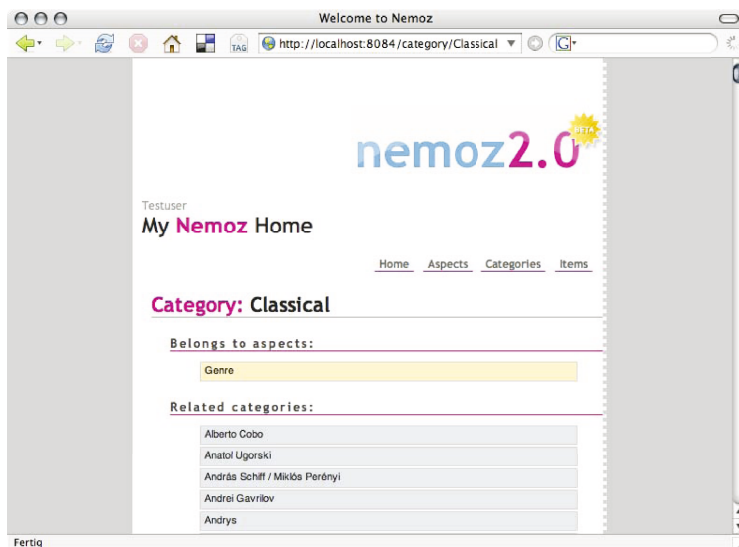 Welcome to Nemoz
TAG http://localhost:8084/category/Classical G
nemoz2.0 BETA
Testuser
My Nemoz Home
Home Aspects Categories Items
Category: Classical
Belongs to aspects:
Genre
Related categories:
Alberto Cobo
Anatol Ugorski
András Schiff / Miklós Perényi
Andrei Gavrilov
Andrys
Fertig